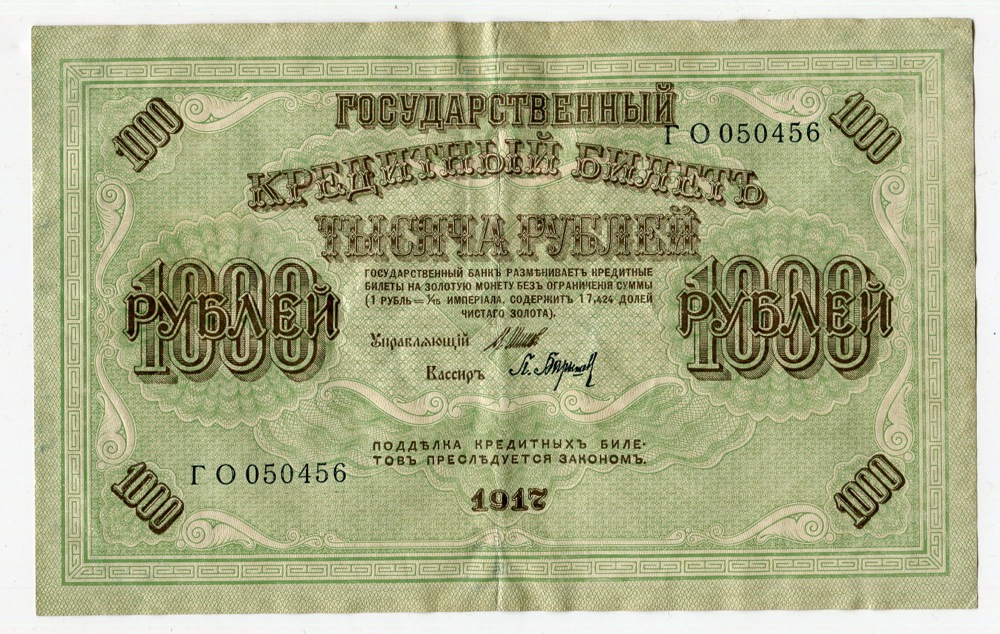 1000
ГОСУДАРСТВЕННЫЙ
1000
ГО 050456
КРЕДИТНЫЙ БИЛЕТЪ
ТЫСЯЧА РУБЛЕЙ
1000
РУБЛЕЙ
ГОСУДАРСТВЕННЫЙ БАНКЪ РАЗМѢНИВАЕТЪ КРЕДИТНЫЕ
БИЛЕТЫ НА ЗОЛОТУЮ МОНЕТУ БЕЗЪ ОГРАНИЧЕНІЯ СУММЫ
(1 РУБЛЬ = 1/15 ИМПЕРІАЛА, СОДЕРЖИТЪ 17,424 ДОЛЕЙ
ЧИСТАГО ЗОЛОТА).
1000
РУБЛЕЙ
Управляющій
Кассиръ
ПОДДѢЛКА КРЕДИТНЫХЪ БИЛЕ-
ТОВЪ ПРЕСЛѢДУЕТСЯ ЗАКОНОМЪ.
1000
ГО 050456
1917
1000